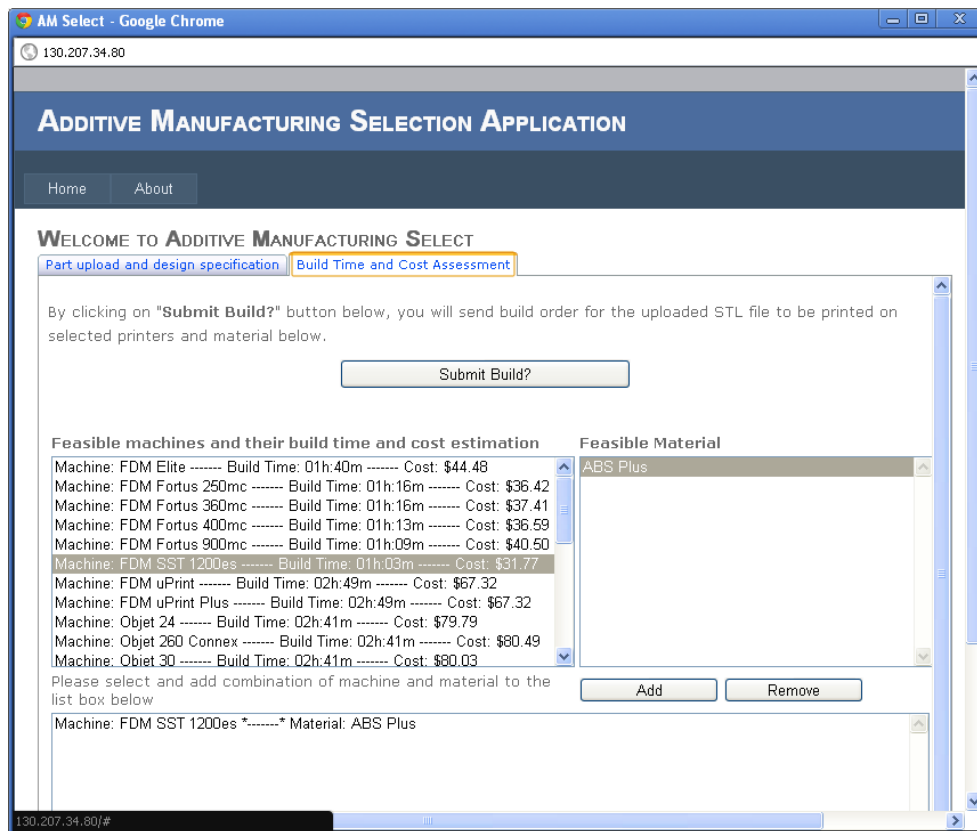 AM Select - Google Chrome
130.207.34.80
ADDITIVE MANUFACTURING SELECTION APPLICATION
Home About
WELCOME TO ADDITIVE MANUFACTURING SELECT
Part upload and design specification Build Time and Cost Assessment
By clicking on "Submit Build?" button below, you will send build order for the uploaded STL file to be printed on
selected printers and material below.
Submit Build?
Feasible machines and their build time and cost estimation
Machine: FDM Elite ------- Build Time: 01h:40m ------- Cost: $44.48
Machine: FDM Fortus 250mc ------- Build Time: 01h:16m ------- Cost: $36.42
Machine: FDM Fortus 360mc ------- Build Time: 01h:16m ------- Cost: $37.41
Machine: FDM Fortus 400mc ------- Build Time: 01h:13m ------- Cost: $36.59
Machine: FDM Fortus 900mc ------- Build Time: 01h:09m ------- Cost: $40.50
Machine: FDM SST 1200es ------- Build Time: 01h:03m ------- Cost: $31.77
Machine: FDM uPrint ------- Build Time: 02h:49m ------- Cost: $67.32
Machine: FDM uPrint Plus ------- Build Time: 02h:49m ------- Cost: $67.32
Machine: Objet 24 ------- Build Time: 02h:41m ------- Cost: $79.79
Machine: Objet 260 Connex ------- Build Time: 02h:41m ------- Cost: $80.49
Machine: Objet 30 ------- Build Time: 02h:41m ------- Cost: $80.03
Feasible Material
ABS Plus
Please select and add combination of machine and material to the
list box below
Add Remove
Machine: FDM SST 1200es *-------* Material: ABS Plus
130.207.34.80/#